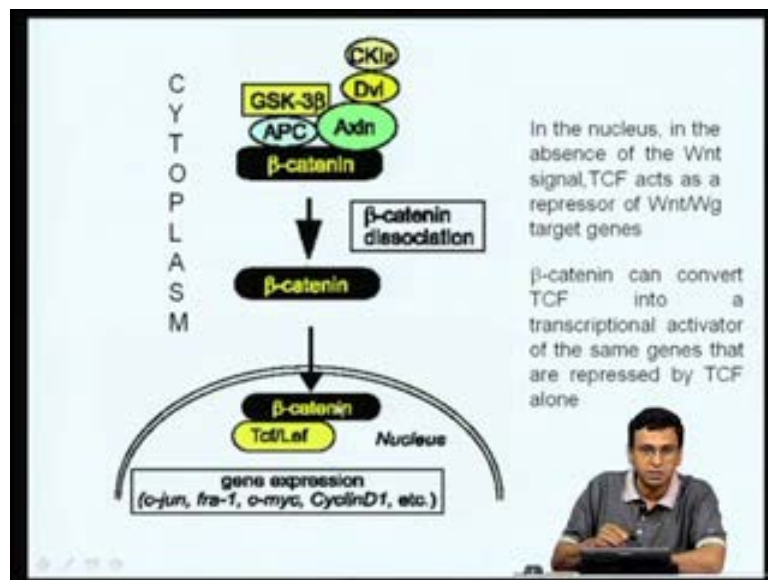 C
Y
T
O
P
L
A
S
M
CKIε
Dvl
GSK-3β
APC
Axin
β-catenin
β-catenin
dissociation
β-catenin
β-catenin
Tcf/Lef
Nucleus
gene expression
(c-jun, fra-1, c-myc, CyclinD1, etc.)
In the nucleus, in the
absence of the Wnt
signal,TCF acts as a
repressor of Wnt/Wg
target genes
β-catenin can convert
TCF into a
transcriptional activator
of the same genes that
are repressed by TCF
alone